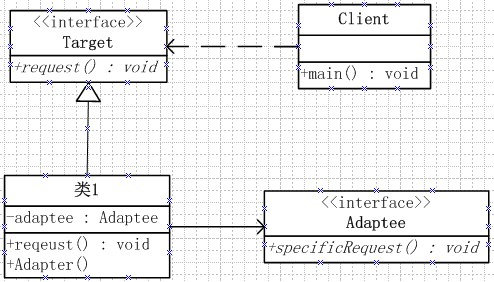 <<interface>>
Target
+request() : void
Client
+main() : void
类1
-adaptee : Adaptee
+reqeust() : void
+Adapter()
<<interface>>
Adaptee
+specificRequest() : void